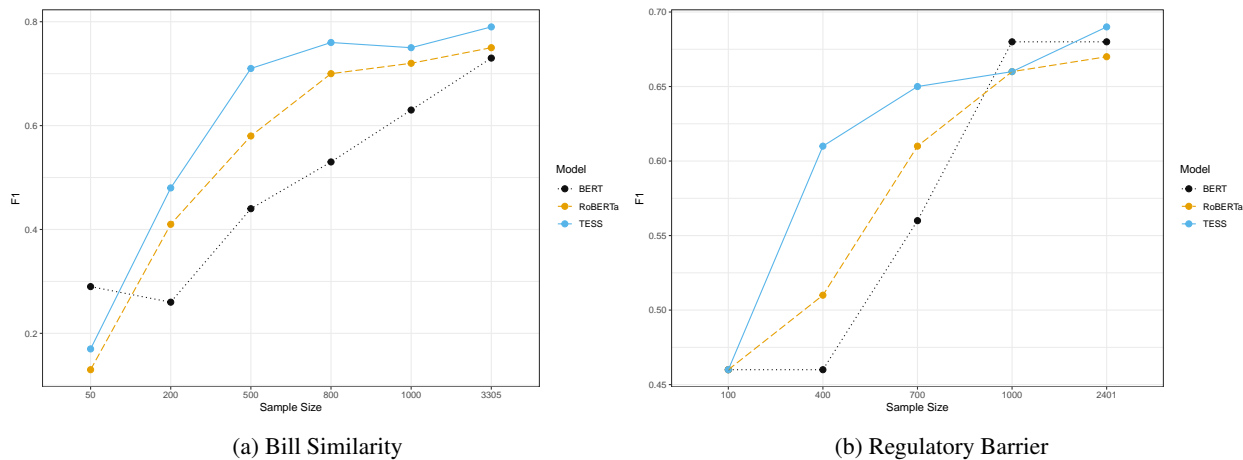 0.8
0.6
0.4
0.2
F1
50
200
500
800
1000
3305
Sample Size
Model
BERT
RoBERTa
TESS
(a) Bill Similarity
0.70
0.65
0.60
0.55
0.50
0.45
F1
100
400
700
1000
2401
Sample Size
Model
BERT
RoBERTa
TESS
(b) Regulatory Barrier